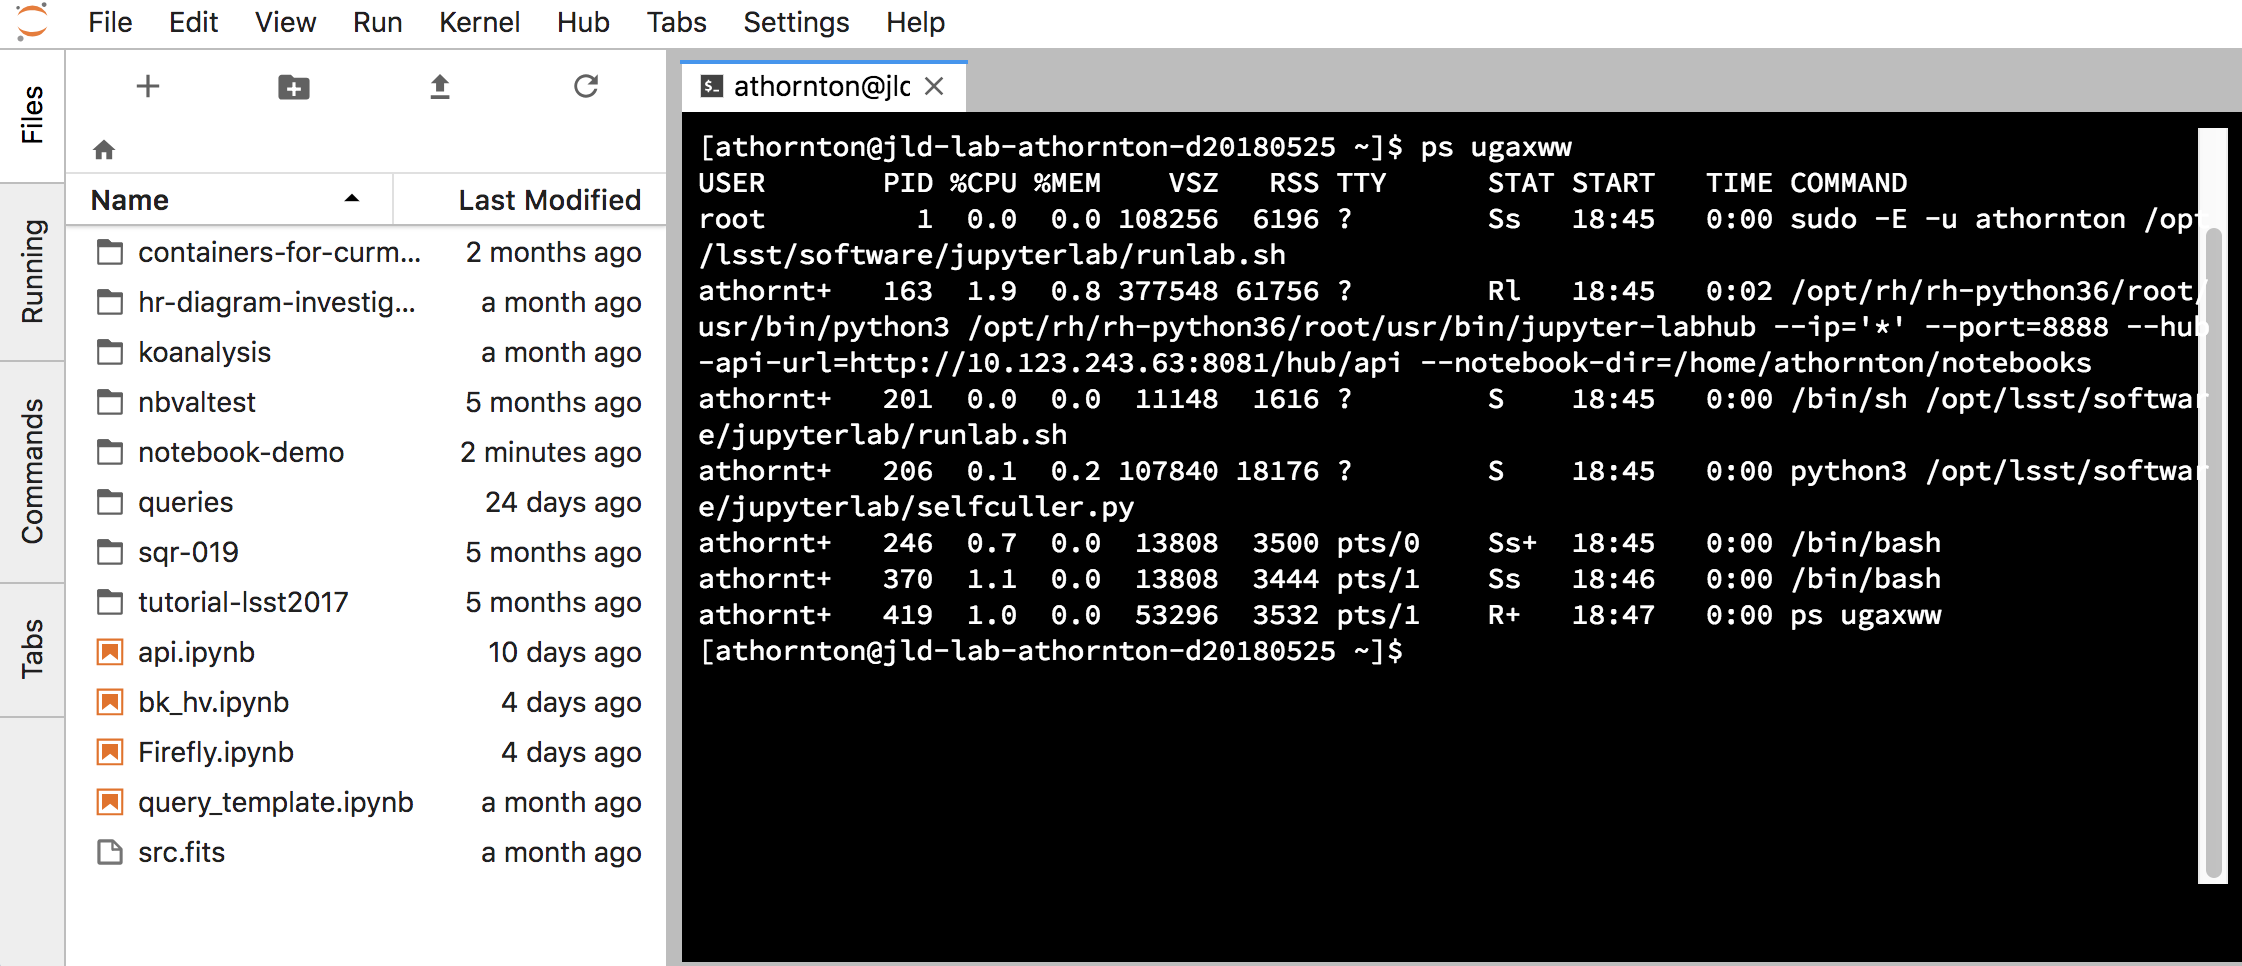 File Edit View Run Kernel Hub Tabs Settings Help
Files
Running
Commands
Tabs
Name Last Modified
containers-for-curm... 2 months ago
hr-diagram-investig... a month ago
koanalysis a month ago
nbvaltest 5 months ago
notebook-demo 2 minutes ago
queries 24 days ago
sqr-019 5 months ago
tutorial-lsst2017 5 months ago
api.ipynb 10 days ago
bk_hv.ipynb 4 days ago
Firefly.ipynb 4 days ago
query_template.ipynb a month ago
src.fits a month ago
$_ athornton@jld
[athornton@jld-lab-athornton-d20180525 ~]$ ps ugaxww
USER PID %CPU %MEM VSZ RSS TTY STAT START TIME COMMAND
root 1 0.0 0.0 108256 6196 ? Ss 18:45 0:00 sudo -E -u athornton /opt
/lsst/software/jupyterlab/runlab.sh
athornt+ 163 1.9 0.8 377548 61756 ? Rl 18:45 0:02 /opt/rh/rh-python36/root/
usr/bin/python3 /opt/rh/rh-python36/root/usr/bin/jupyter-labhub --ip='*' --port=8888 --hub
-api-url=http://10.123.243.63:8081/hub/api --notebook-dir=/home/athornton/notebooks
athornt+ 201 0.0 0.0 11148 1616 ? S 18:45 0:00 /bin/sh /opt/lsst/softwar
e/jupyterlab/runlab.sh
athornt+ 206 0.1 0.2 107840 18176 ? S 18:45 0:00 python3 /opt/lsst/softwar
e/jupyterlab/selfculler.py
athornt+ 246 0.7 0.0 13808 3500 pts/0 Ss+ 18:45 0:00 /bin/bash
athornt+ 370 1.1 0.0 13808 3444 pts/1 Ss 18:46 0:00 /bin/bash
athornt+ 419 1.0 0.0 53296 3532 pts/1 R+ 18:47 0:00 ps ugaxww
[athornton@jld-lab-athornton-d20180525 ~]$